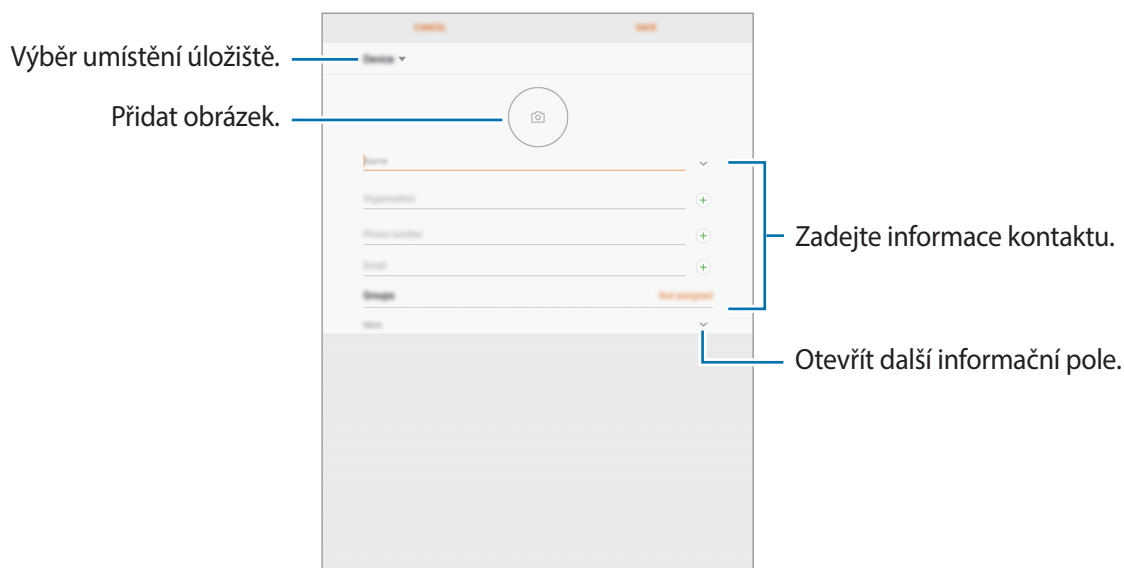 CANCEL SAVE
Výběr umístění úložiště.
Device
Přidat obrázek.
Name
Organisation
Phone number
Zadejte informace kontaktu.
Email
Groups Not assigned
More
Otevřít další informační pole.